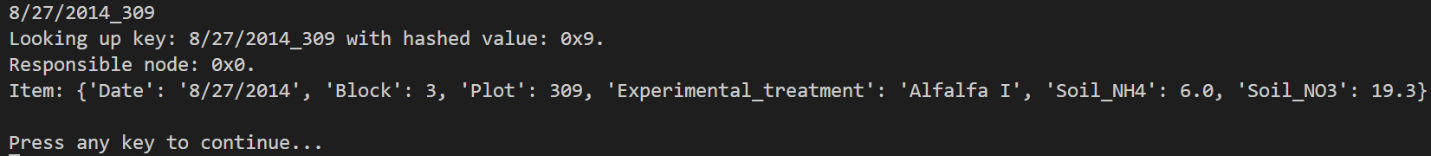 8/27/2014_309
Looking up key: 8/27/2014_309 with hashed value: 0x9.
Responsible node: 0x0.
Item: {'Date': '8/27/2014', 'Block': 3, 'Plot': 309, 'Experimental_treatment': 'Alfalfa I', 'Soil_NH4': 6.0, 'Soil_NO3': 19.3}
Press any key to continue...